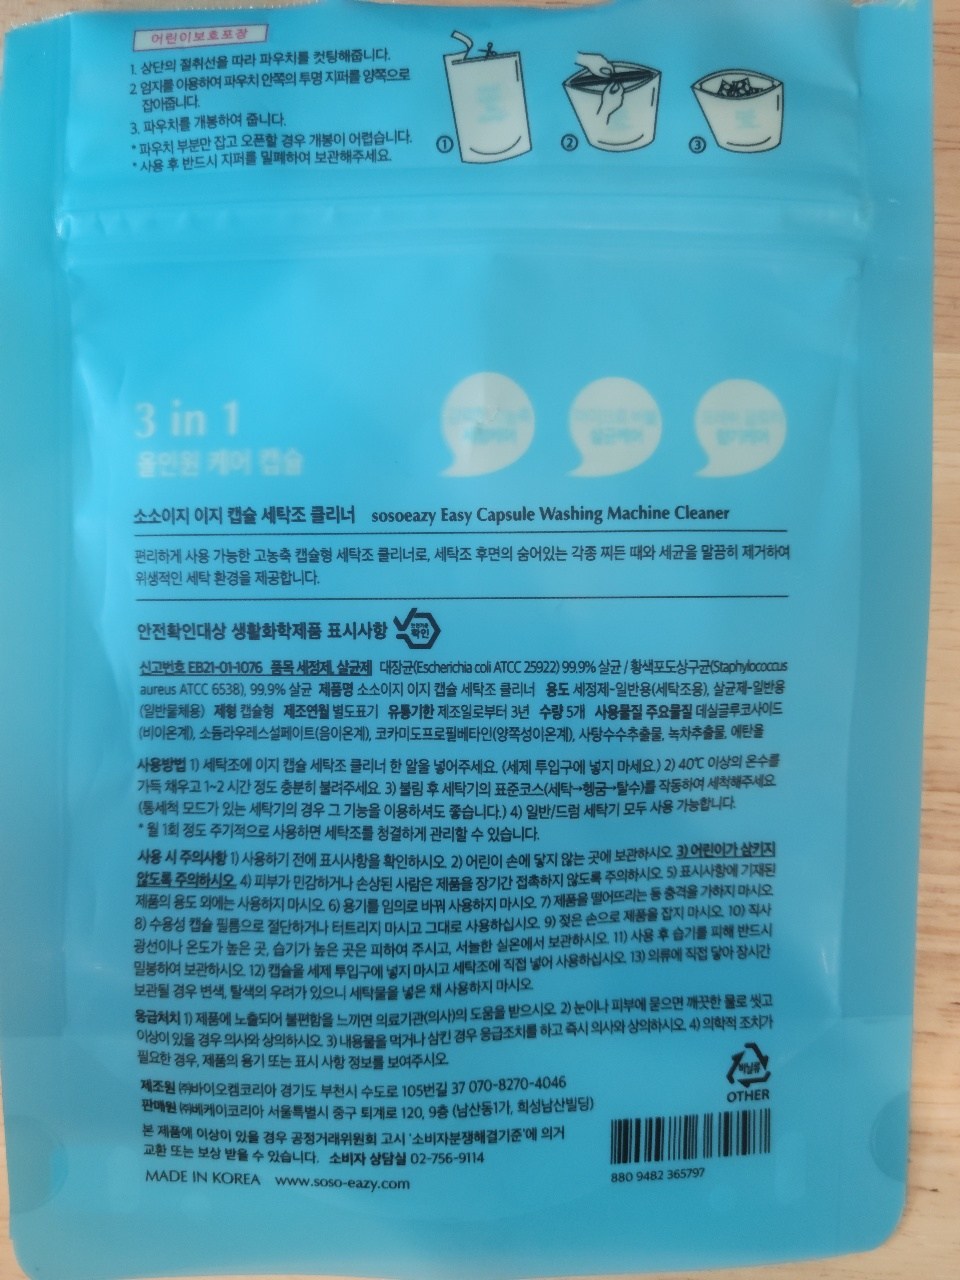 어린이보호포장
1. 상단의 절취선을 따라 파우치를 컷팅해줍니다.
2. 엄지를 이용하여 파우치 안쪽의 투명 지퍼를 양쪽으로
잡아줍니다.
3. 파우치를 개봉하여 줍니다.
* 파우치 부분만 잡고 오픈할 경우 개봉이 어렵습니다.
* 사용 후 반드시 지퍼를 밀폐하여 보관해주세요.
① ② ③
3 in 1
올인원 케어 캡슐
소소이지 이지 캡슐 세탁조 클리너 sosoeazy Easy Capsule Washing Machine Cleaner
편리하게 사용 가능한 고농축 캡슐형 세탁조 클리너로, 세탁조 후면의 숨어있는 각종 찌든 때와 세균을 말끔히 제거하여
위생적인 세탁 환경을 제공합니다.
안전확인대상 생활화학제품 표시사항 확인
신고번호 EB21-01-1076 품목 세정제, 살균제 대장균(Escherichia coli ATCC 25922) 99.9% 살균 / 황색포도상구균(Staphylococcus
aureus ATCC 6538), 99.9% 살균 제품명 소소이지 이지 캡슐 세탁조 클리너 용도 세정제-일반용(세탁조용), 살균제-일반용
(일반물체용) 제형 캡슐형 제조연월 별도표기 유통기한 제조일로부터 3년 수량 5개 사용물질 주요물질 데실글루코사이드
(비이온계), 소듐라우레스설페이트(음이온계), 코카미도프로필베타인(양쪽성이온계), 사탕수수추출물, 녹차추출물, 에탄올
사용방법 1) 세탁조에 이지 캡슐 세탁조 클리너 한 알을 넣어주세요. (세제 투입구에 넣지 마세요.) 2) 40℃ 이상의 온수를
가득 채우고 1~2 시간 정도 충분히 불려주세요. 3) 불림 후 세탁기의 표준코스(세탁→헹굼→탈수)를 작동하여 세척해주세요.
(통세척 모드가 있는 세탁기의 경우 그 기능을 이용하셔도 좋습니다.) 4) 일반/드럼 세탁기 모두 사용 가능합니다.
* 월 1회 정도 주기적으로 사용하면 세탁조를 청결하게 관리할 수 있습니다.
사용 시 주의사항 1) 사용하기 전에 표시사항을 확인하시오. 2) 어린이 손에 닿지 않는 곳에 보관하시오. 3) 어린이가 삼키지
않도록 주의하시오. 4) 피부가 민감하거나 손상된 사람은 제품을 장기간 접촉하지 않도록 주의하시오. 5) 표시사항에 기재된
제품의 용도 외에는 사용하지 마시오. 6) 용기를 임의로 바꿔 사용하지 마시오. 7) 제품을 떨어뜨리는 등 충격을 가하지 마시오.
8) 수용성 캡슐 필름으로 절단하거나 터트리지 마시고 그대로 사용하십시오. 9) 젖은 손으로 제품을 잡지 마시오. 10) 직사
광선이나 온도가 높은 곳, 습기가 높은 곳은 피하여 주시고, 서늘한 실온에서 보관하시오. 11) 사용 후 습기를 피해 반드시
밀봉하여 보관하시오. 12) 캡슐을 세제 투입구에 넣지 마시고 세탁조에 직접 넣어 사용하십시오. 13) 의류에 직접 닿아 장시간
보관될 경우 변색, 탈색의 우려가 있으니 세탁물을 넣은 채 사용하지 마시오.
응급처치 1) 제품에 노출되어 불편함을 느끼면 의료기관(의사)의 도움을 받으시오. 2) 눈이나 피부에 묻으면 깨끗한 물로 씻고
이상이 있을 경우 의사와 상의하시오. 3) 내용물을 먹거나 삼킨 경우 응급조치를 하고 즉시 의사와 상의하시오. 4) 의학적 조치가
필요한 경우, 제품의 용기 또는 표시 사항 정보를 보여주시오.
제조원 ㈜바이오켐코리아 경기도 부천시 수도로 105번길 37 070-8270-4046
판매원 ㈜베케이코리아 서울특별시 중구 퇴계로 120, 9층 (남산동1가, 희성남산빌딩)
본 제품에 이상이 있을 경우 공정거래위원회 고시 '소비자분쟁해결기준'에 의거
교환 또는 보상 받을 수 있습니다. 소비자 상담실 02-756-9114
MADE IN KOREA www.soso-eazy.com
비닐류
OTHER
880 9482 365797